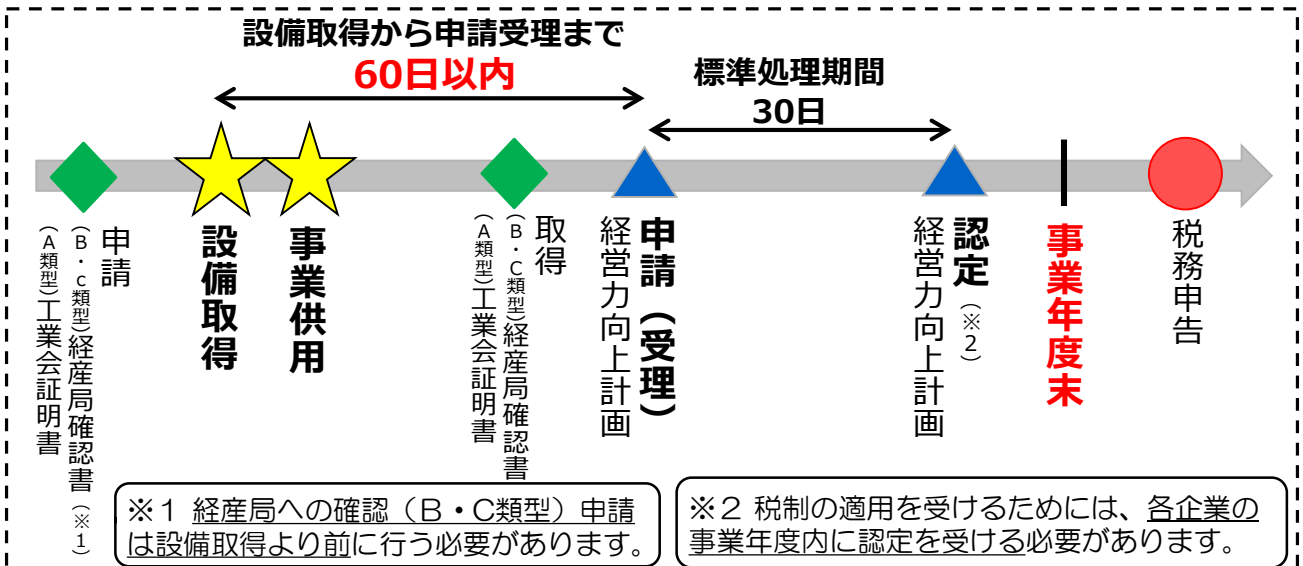 設備取得から申請受理まで
60日以内
標準処理期間
30日
申請
(B・c類型)経産局確認書(※1)
(A類型)工業会証明書
設備取得
事業供用
取得
(B・C類型)経産局確認書
(A類型)工業会証明書
申請(受理)
経営力向上計画
認定(※2)
経営力向上計画
事業年度末
税務申告
※1 経産局への確認(B・C類型)申請
は設備取得より前に行う必要があります。
※2 税制の適用を受けるためには、各企業の
事業年度内に認定を受ける必要があります。